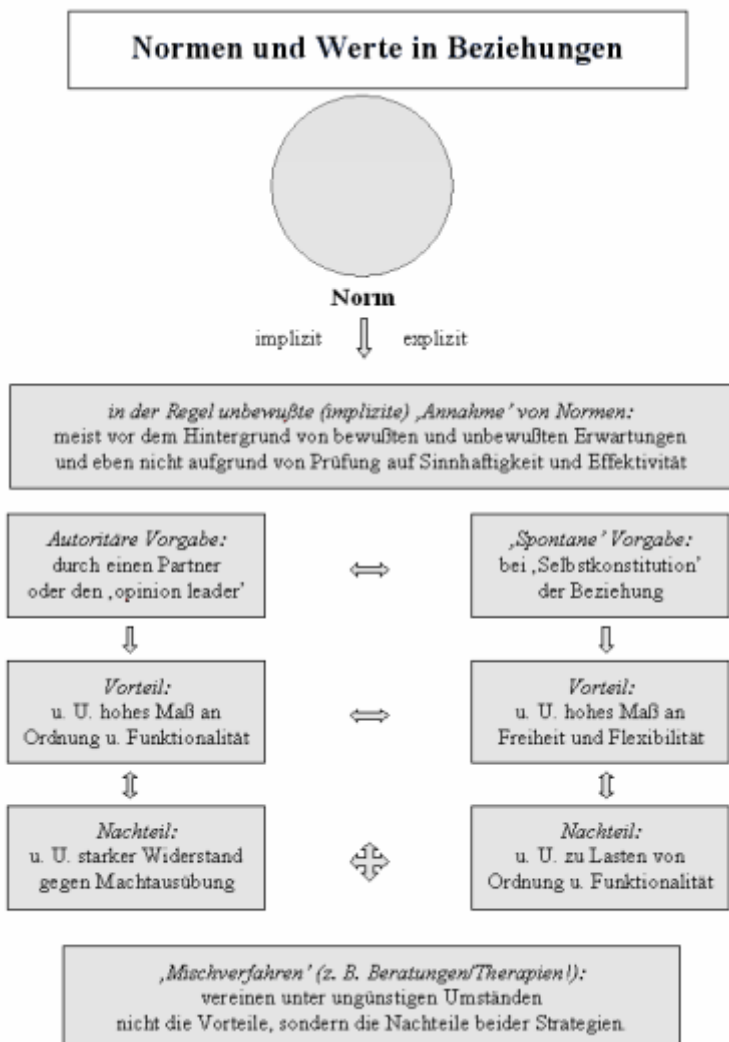 Normen und Werte in Beziehungen
Norm
implizit explizit
in der Regel unbewußte (implizite) ‚Annahme’ von Normen:
meist vor dem Hintergrund von bewußten und unbewußten Erwartungen
und eben nicht aufgrund von Prüfung auf Sinnhaftigkeit und Effektivität
Autoritäre Vorgabe:
durch einen Partner
oder den ‚opinion leader’
‚Spontane’ Vorgabe:
bei ‚Selbstkonstitution’
der Beziehung
Vorteil:
u. U. hohes Maß an
Ordnung u. Funktionalität
Vorteil:
u. U. hohes Maß an
Freiheit und Flexibilität
Nachteil:
u. U. starker Widerstand
gegen Machtausübung
Nachteil:
u. U. zu Lasten von
Ordnung u. Funktionalität
‚Mischverfahren’ (z. B. Beratungen/Therapien!):
vereinen unter ungünstigen Umständen
nicht die Vorteile, sondern die Nachteile beider Strategien.